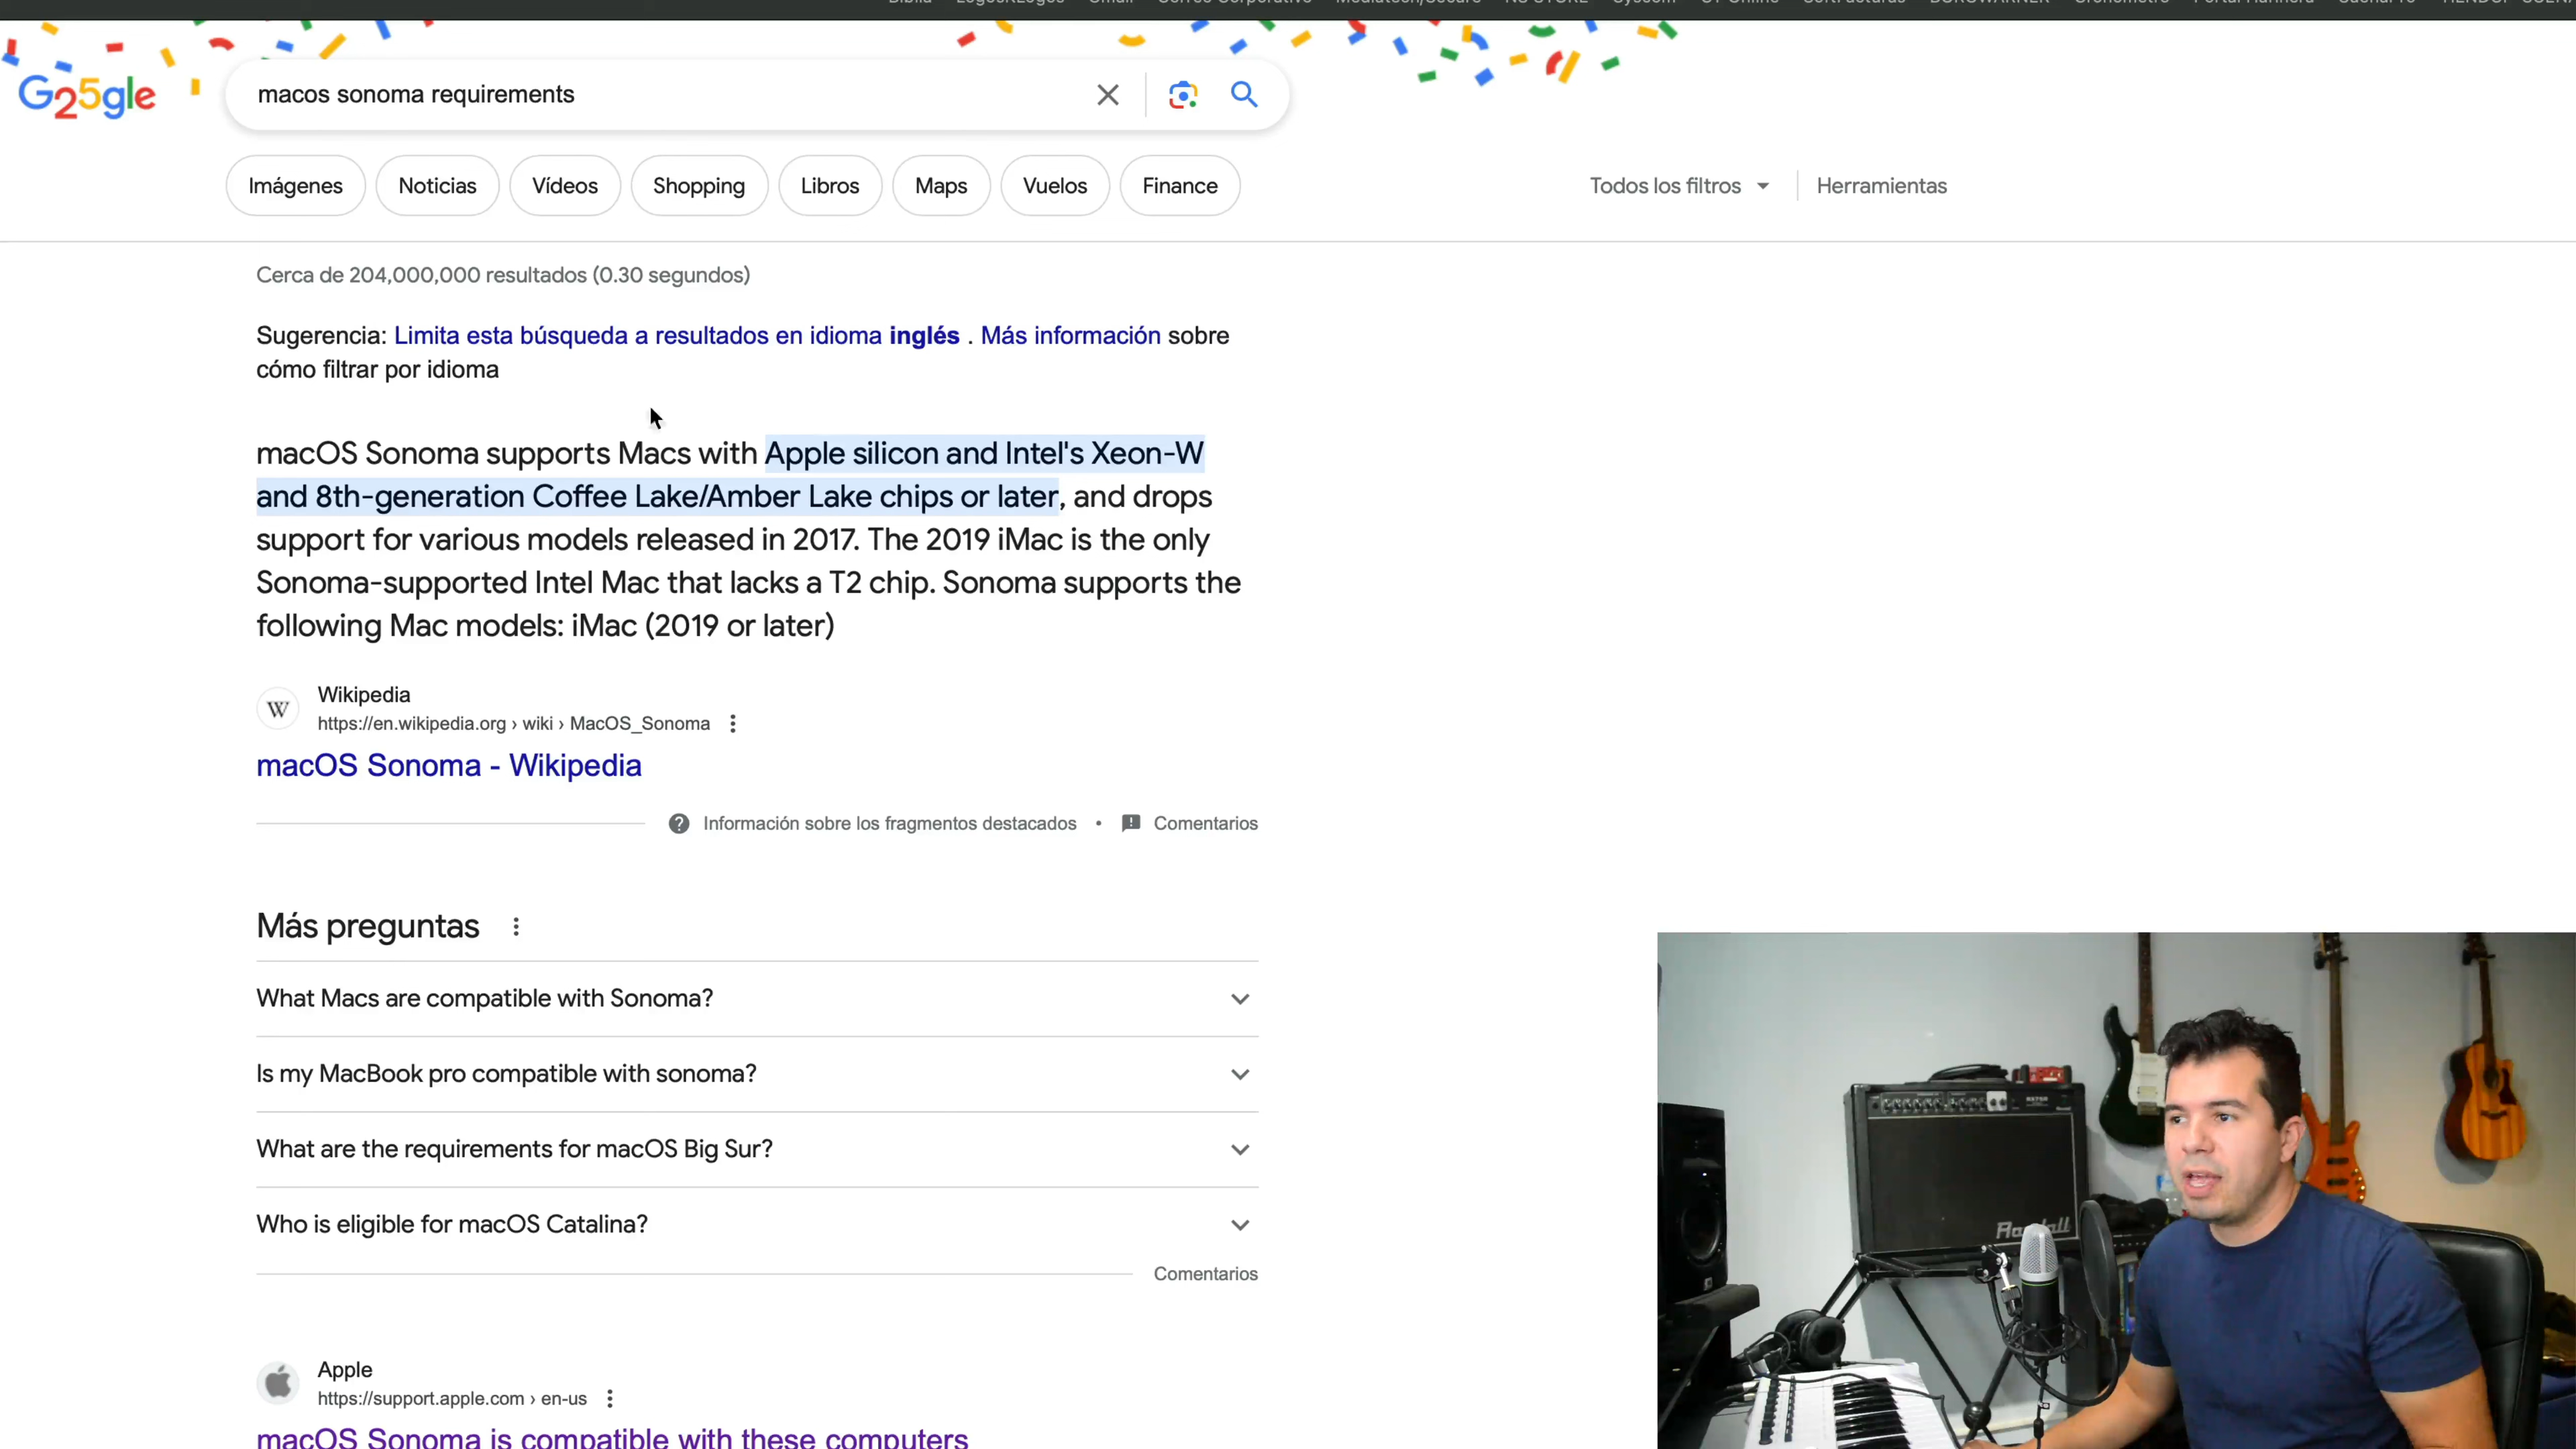 G25gle
macos sonoma requirements
Imágenes
Noticias
Vídeos
Shopping
Libros
Maps
Vuelos
Finance
Todos los filtros
Herramientas
Cerca de 204,000,000 resultados (0.30 segundos)
Sugerencia: Limita esta búsqueda a resultados en idioma inglés . Más información sobre
cómo filtrar por idioma
macOS Sonoma supports Macs with Apple silicon and Intel's Xeon-W
and 8th-generation Coffee Lake/Amber Lake chips or later, and drops
support for various models released in 2017. The 2019 iMac is the only
Sonoma-supported Intel Mac that lacks a T2 chip. Sonoma supports the
following Mac models: iMac (2019 or later)
W
Wikipedia
https://en.wikipedia.org › wiki › MacOS_Sonoma
macOS Sonoma - Wikipedia
Información sobre los fragmentos destacados • Comentarios
Más preguntas
What Macs are compatible with Sonoma?
Is my MacBook pro compatible with sonoma?
What are the requirements for macOS Big Sur?
Who is eligible for macOS Catalina?
Comentarios
Apple
https://support.apple.com › en-us
macOS Sonoma is compatible with these computers
Randall